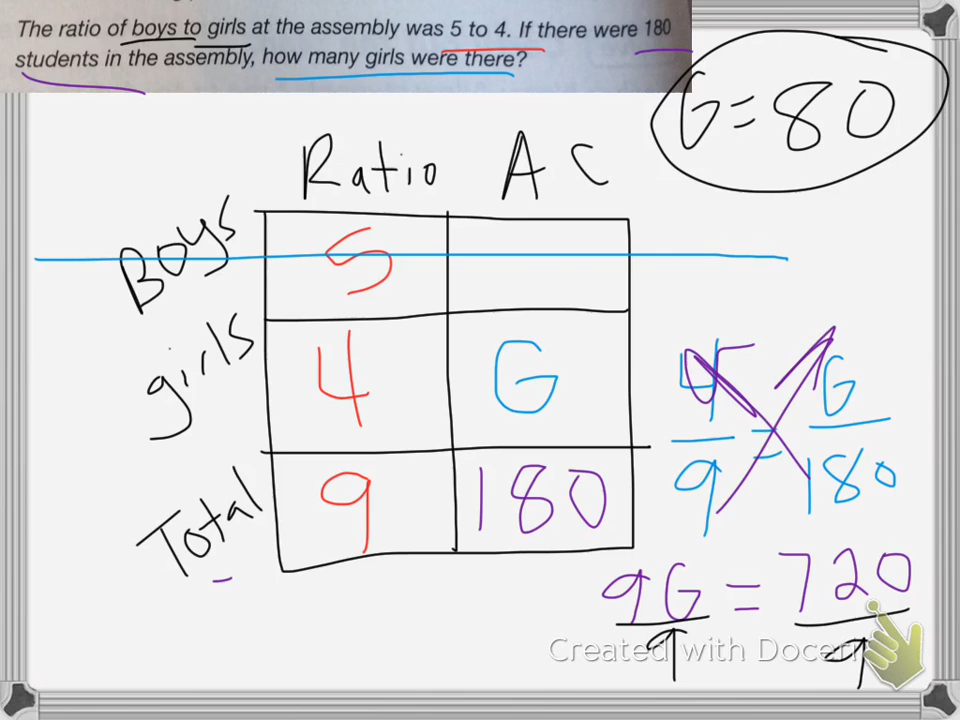 The ratio of boys to girls at the assembly was 5 to 4. If there were 180
students in the assembly, how many girls were there?
G=80
Ratio AC
Boys 5
girls 4 G
Total 9 180
4/9 = G/180
9G = 720
9 9
Created with Doceri